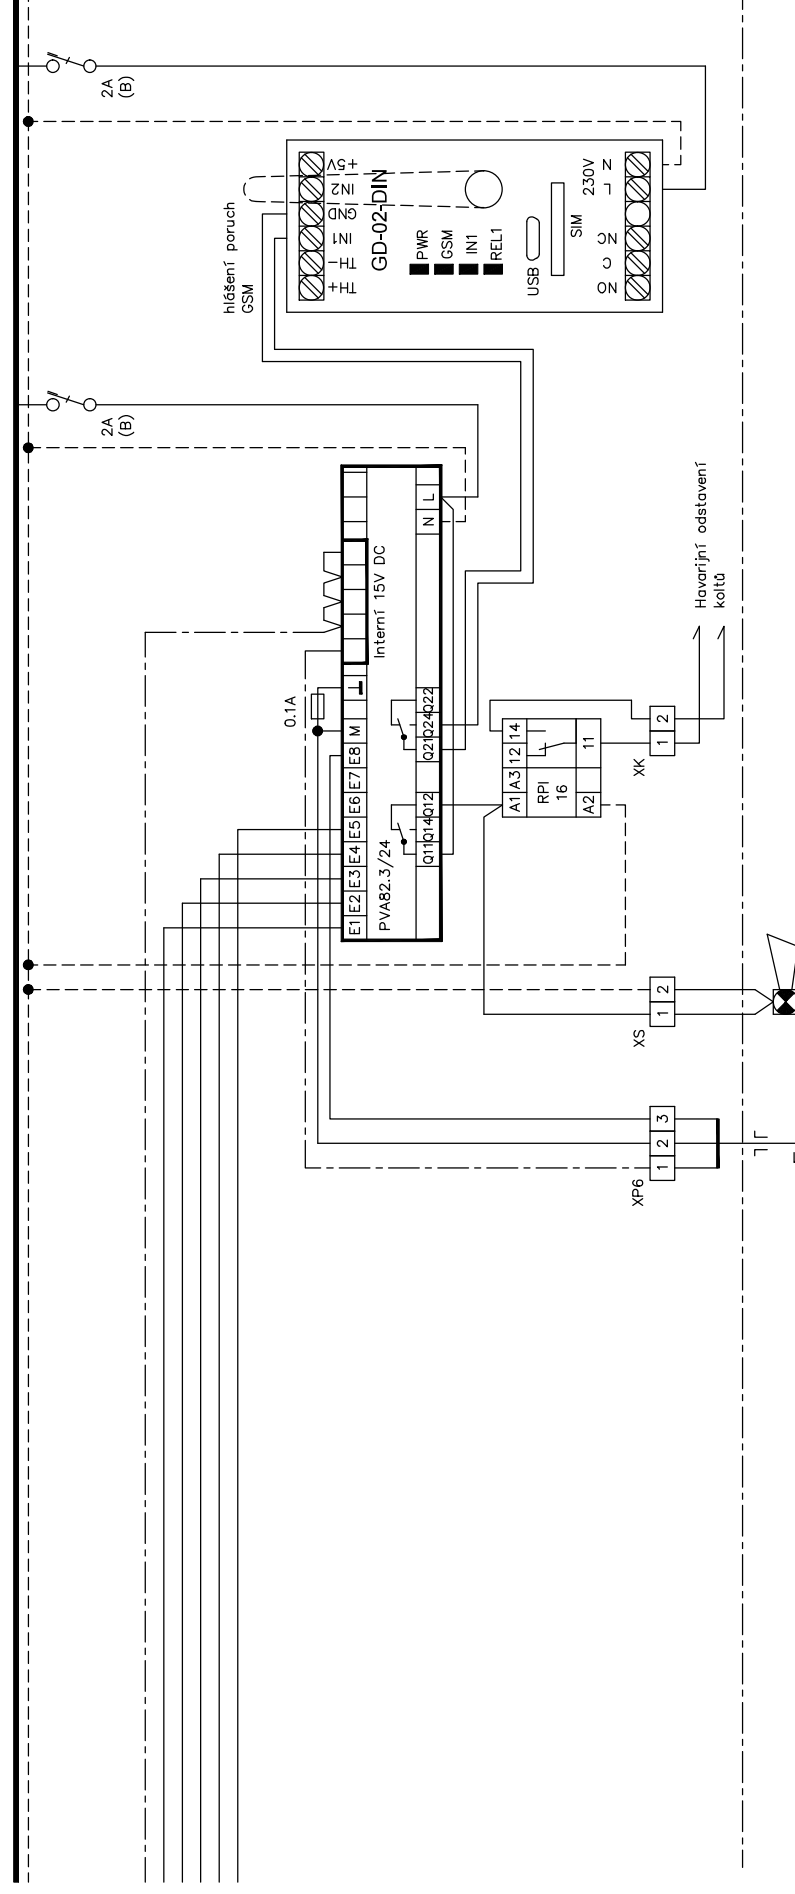 2A
(B)
hlášení poruch
GSM
+5V
IN2
GND
IN1
TH-
TH+
GD-02-DIN
PWR
GSM
IN1
REL1
USB
SIM
230V
N
L
NC
C
NO
2A
(B)
0.1A
E1 E2 E3 E4 E5 E6 E7 E8 M
PVA82.3/24
Interní 15V DC
Q11 Q14 Q12 Q21 Q24 Q22 N L
A1 A3 12 14
RPI
16
A2 11
XK
1 2
Havarijní odstavení
koltů
XS
1 2
XP6
1 2 3